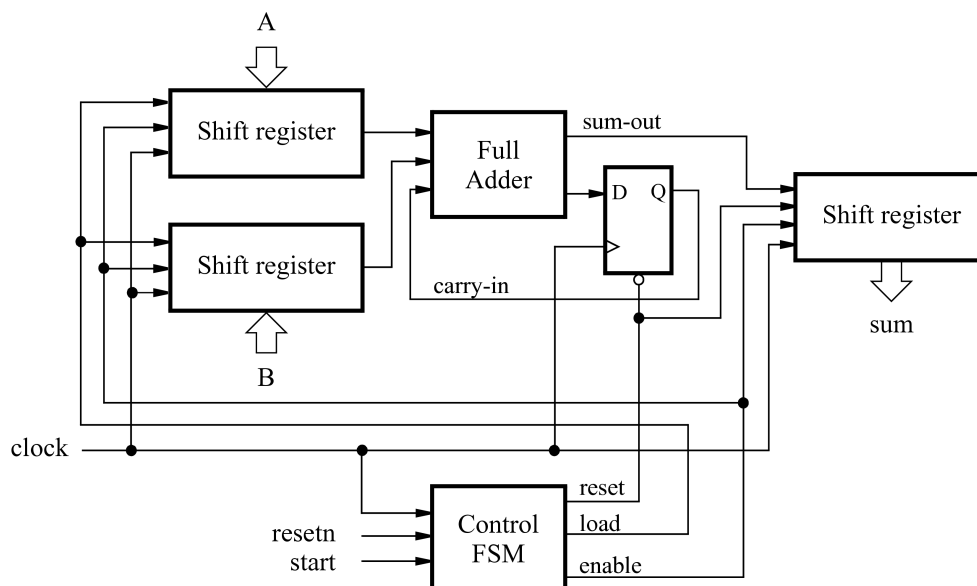 A
Shift register
Full
Adder
sum-out
D
Q
Shift register
Shift register
carry-in
sum
B
clock
reset
resetn
Control
FSM
load
start
enable